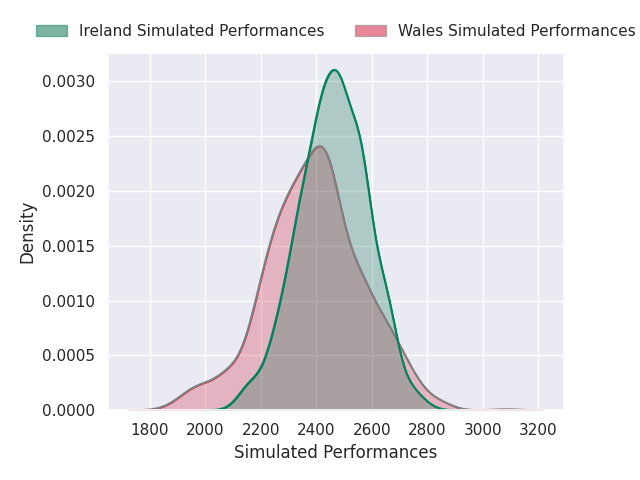 Ireland Simulated Performances
Wales Simulated Performances
0.0030
0.0025
0.0020
0.0015
0.0010
0.0005
0.0000
Density
1800 2000 2200 2400 2600 2800 3000 3200
Simulated Performances